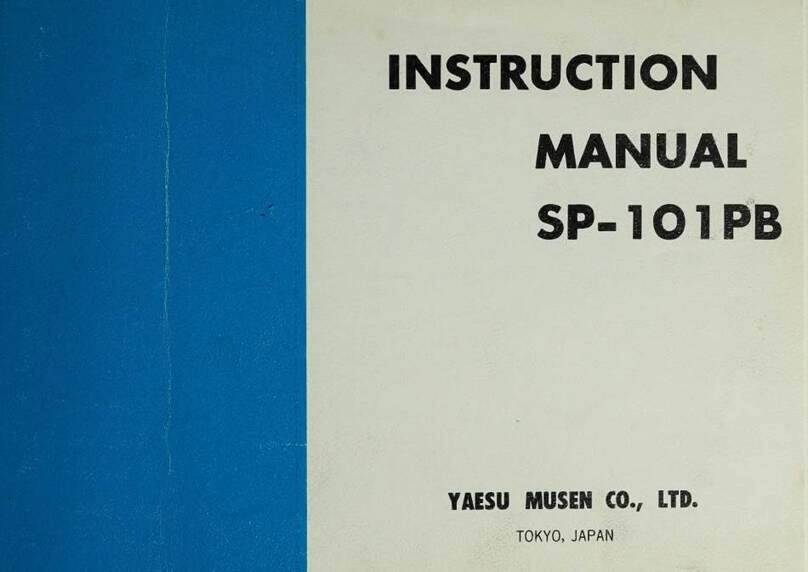 INSTRUCTION
MANUAL
SP-101PB
YAESU MUSEN CO., LTD.
TOKYO, JAPAN